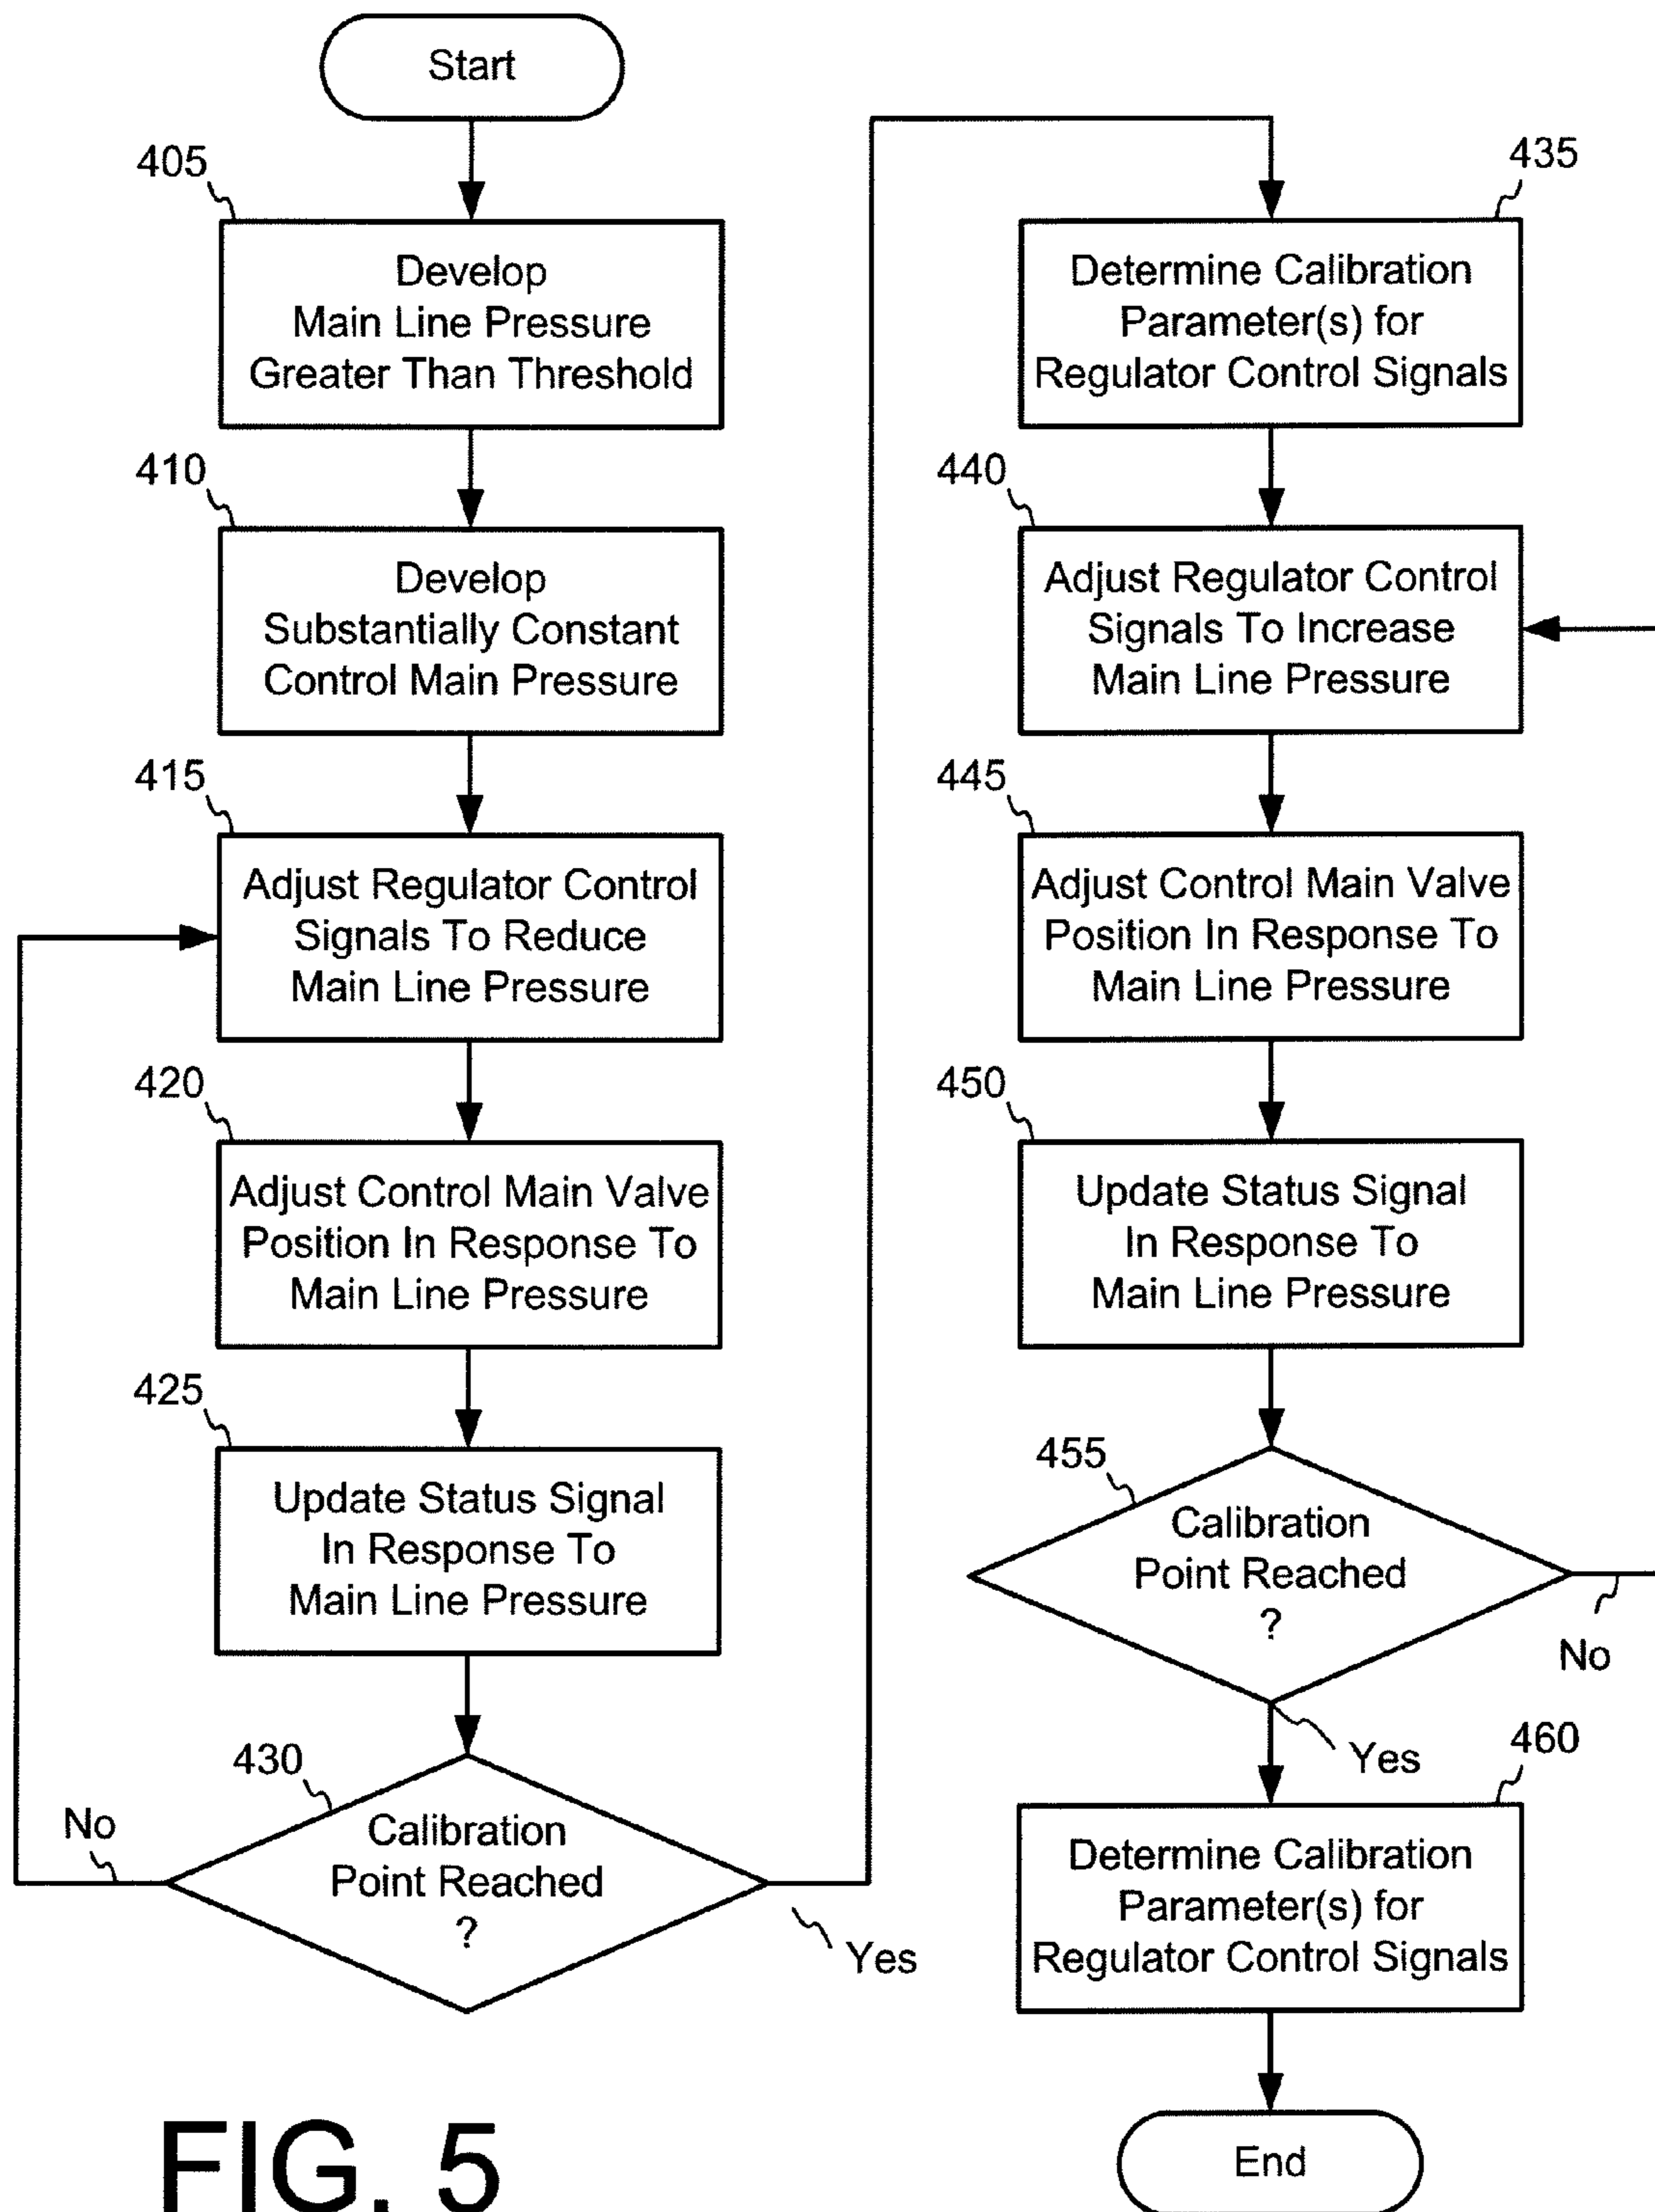 Start
405
Develop
Main Line Pressure
Greater Than Threshold
410
Develop
Substantially Constant
Control Main Pressure
415
Adjust Regulator Control
Signals To Reduce
Main Line Pressure
420
Adjust Control Main Valve
Position In Response To
Main Line Pressure
425
Update Status Signal
In Response To
Main Line Pressure
430
Calibration
Point Reached
?
No
Yes
435
Determine Calibration
Parameter(s) for
Regulator Control Signals
440
Adjust Regulator Control
Signals To Increase
Main Line Pressure
445
Adjust Control Main Valve
Position In Response To
Main Line Pressure
450
Update Status Signal
In Response To
Main Line Pressure
455
Calibration
Point Reached
?
No
Yes
460
Determine Calibration
Parameter(s) for
Regulator Control Signals
End
FIG. 5